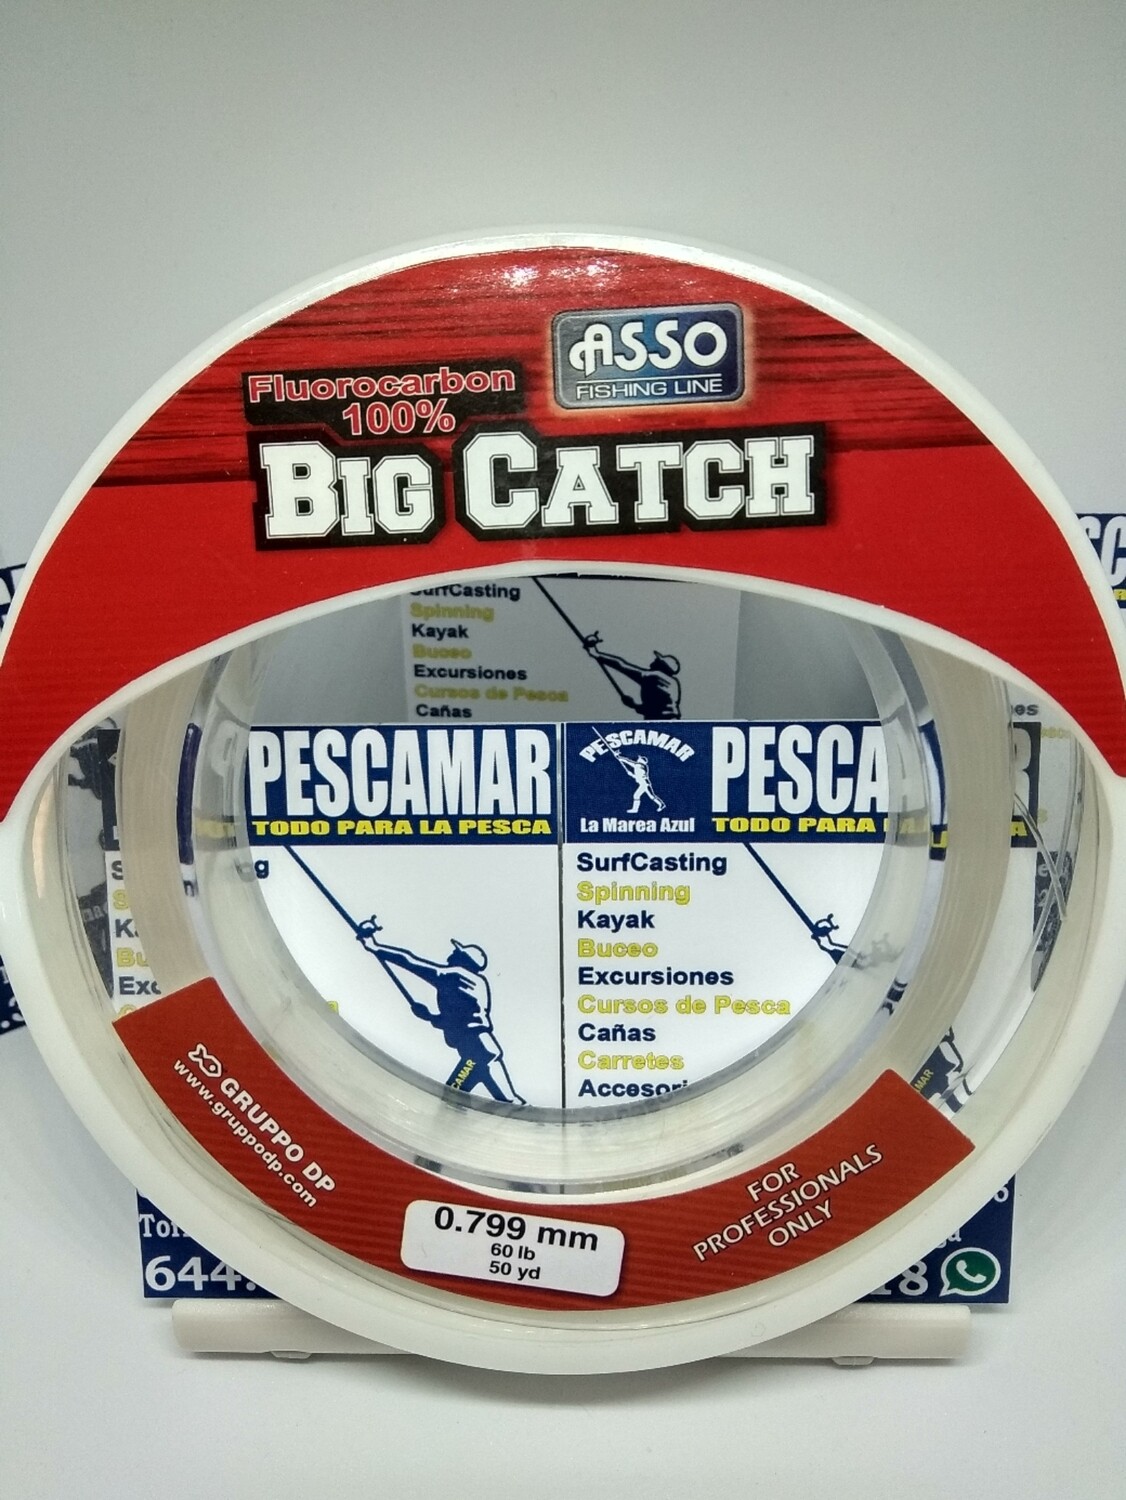 ASSO
FISHING LINE
Fluorocarbon
100%
BIG CATCH
SurfCasting
Spinning
Kayak
Buceo
Excursiones
Cursos de Pesca
Cañas
PESCAMAR
TODO PARA LA PESCA
PESCAMAR
La Marea Azul
PESCA
TODO PARA
SurfCasting
Spinning
Kayak
Buceo
Excursiones
Cursos de Pesca
Cañas
Carretes
GRUPPO DP
www.gruppodp.com
0.799 mm
60 lb
50 yd
FOR
PROFESSIONALS
ONLY
644.